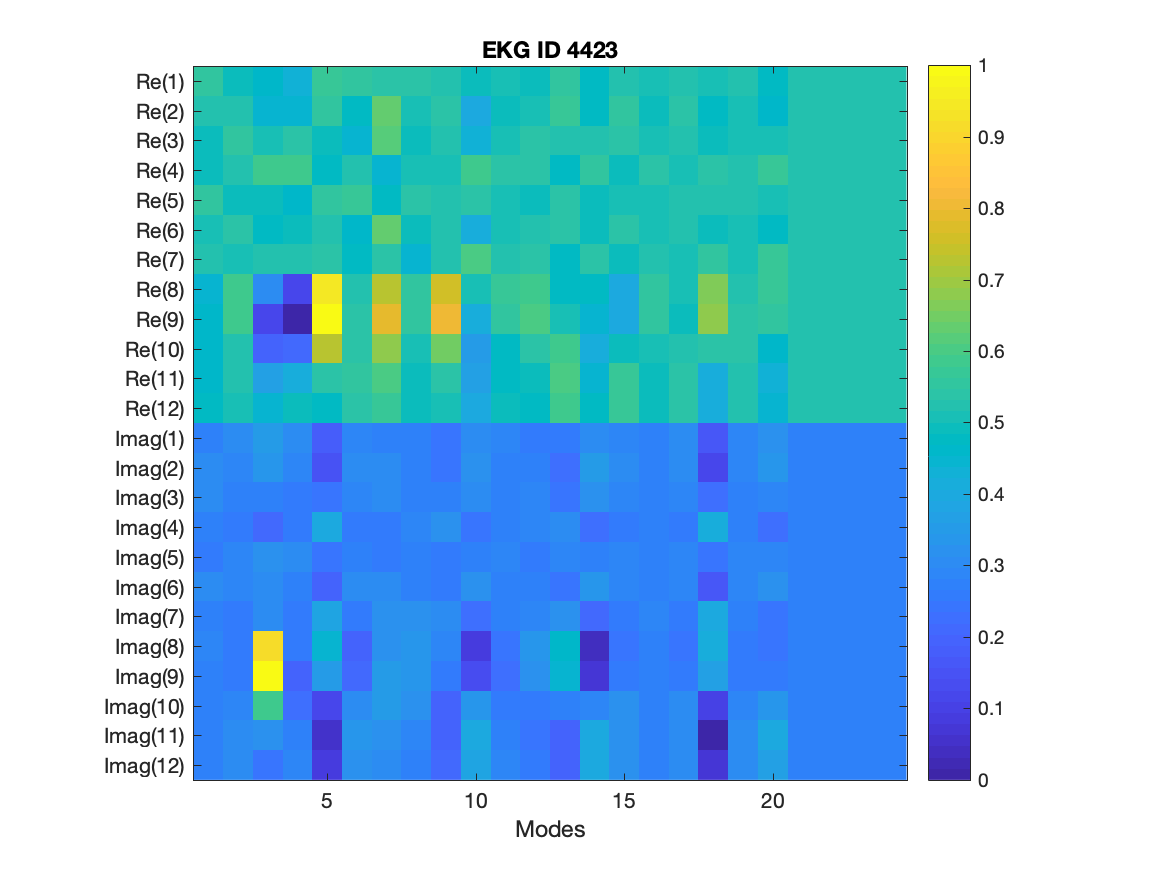 EKG ID 4423
Re(1)
Re(2)
Re(3)
Re(4)
Re(5)
Re(6)
Re(7)
Re(8)
Re(9)
Re(10)
Re(11)
Re(12)
Imag(1)
Imag(2)
Imag(3)
Imag(4)
Imag(5)
Imag(6)
Imag(7)
Imag(8)
Imag(9)
Imag(10)
Imag(11)
Imag(12)
5 10 15 20
Modes
1
0.9
0.8
0.7
0.6
0.5
0.4
0.3
0.2
0.1
0